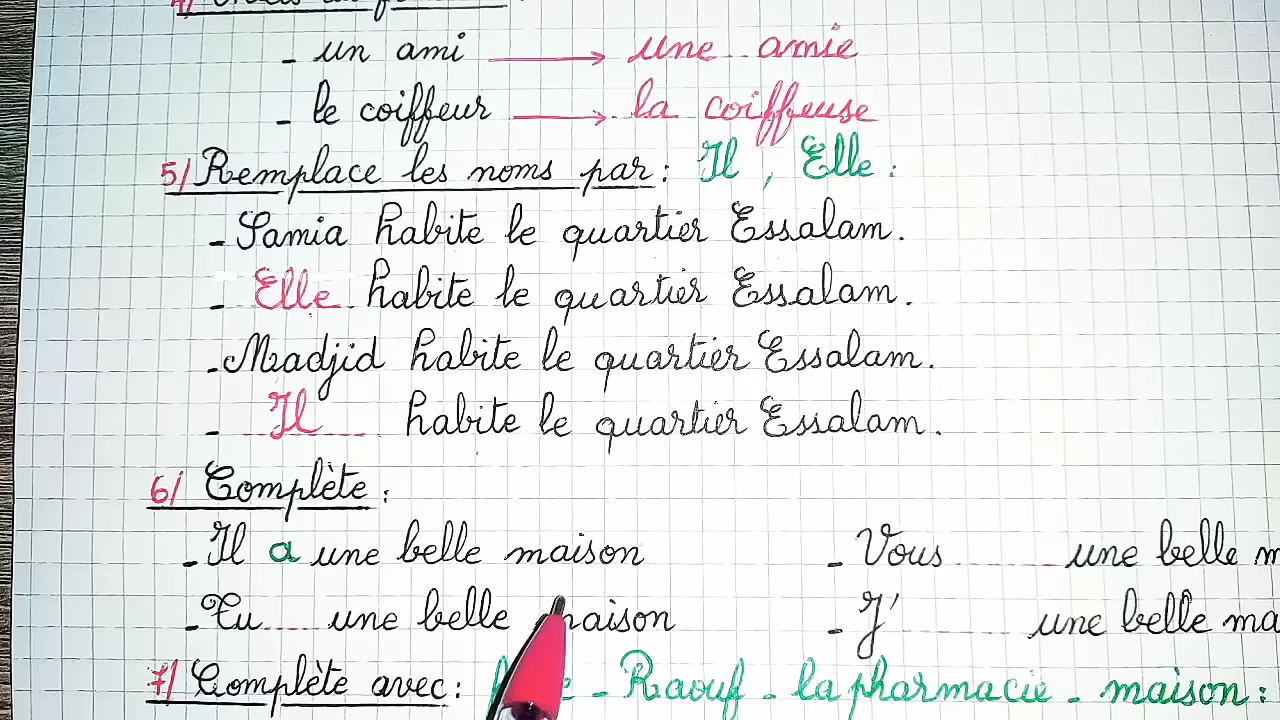 - un ami → une amie
- le coiffeur → la coiffeuse
5/ Remplace les noms par : Il , Elle :
- Samia habite le quartier Essalam.
- Elle habite le quartier Essalam.
- Madjid habite le quartier Essalam.
- Il habite le quartier Essalam.
6/ Complète :
- Il a une belle maison - Vous ..... une belle
- Tu .... une belle maison - J' ..... une belle
7/ Complète avec : - Raouf - la pharmacie - maison :